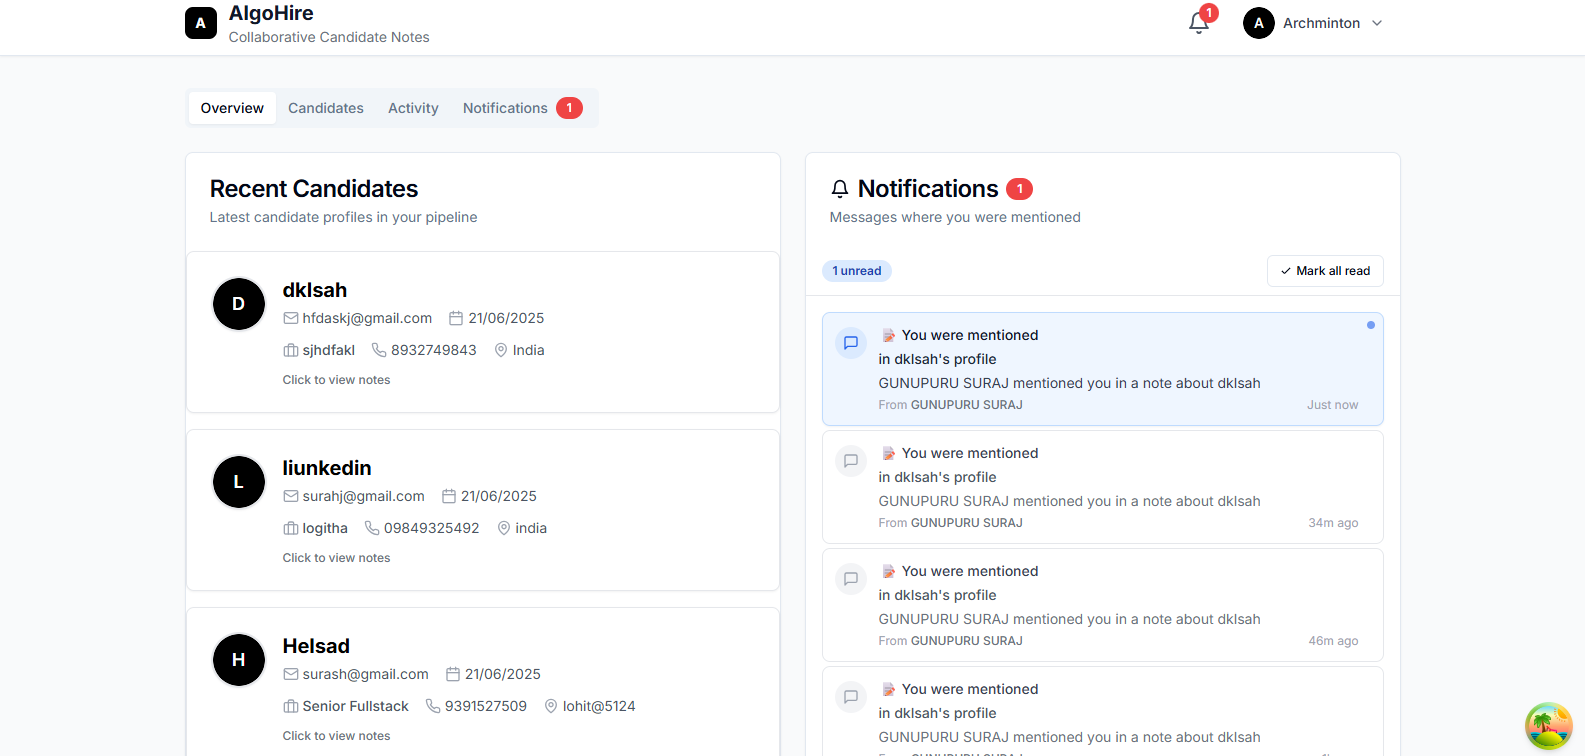 A
AlgoHire
Collaborative Candidate Notes
1
A
Archminton
Overview
Candidates
Activity
Notifications
1
Recent Candidates
Latest candidate profiles in your pipeline
D
dklsah
hfdaskj@gmail.com
21/06/2025
sjhdfakl
8932749843
India
Click to view notes
L
liunkedin
surahj@gmail.com
21/06/2025
logitha
09849325492
india
Click to view notes
H
Helsad
surash@gmail.com
21/06/2025
Senior Fullstack
9391527509
lohit@5124
Click to view notes
Notifications
1
Messages where you were mentioned
1 unread
Mark all read
You were mentioned
in dklsah's profile
GUNUPURU SURAJ mentioned you in a note about dklsah
From GUNUPURU SURAJ
Just now
You were mentioned
in dklsah's profile
GUNUPURU SURAJ mentioned you in a note about dklsah
From GUNUPURU SURAJ
34m ago
You were mentioned
in dklsah's profile
GUNUPURU SURAJ mentioned you in a note about dklsah
From GUNUPURU SURAJ
46m ago
You were mentioned
in dklsah's profile
GUNUPURU SURAJ mentioned you in a note about dklsah